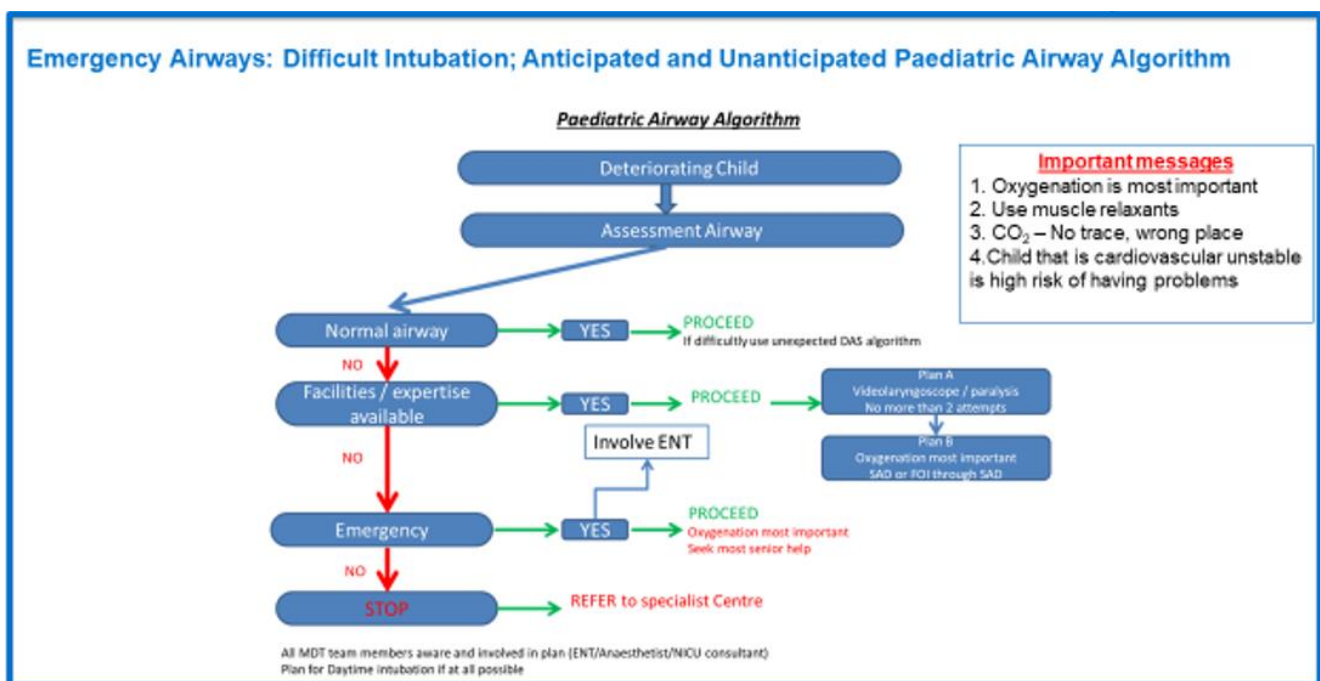 Emergency Airways: Difficult Intubation; Anticipated and Unanticipated Paediatric Airway Algorithm
Paediatric Airway Algorithm
Deteriorating Child
Assessment Airway
Important messages
1. Oxygenation is most important
2. Use muscle relaxants
3. CO₂ – No trace, wrong place
4.Child that is cardiovascular unstable
is high risk of having problems
Normal airway
YES
PROCEED
If difficultly use unexpected DAS algorithm
NO
Facilities / expertise
available
YES
PROCEED
Plan A
Videolaryngoscope / paralysis
No more than 2 attempts
Plan B
Oxygenation most important
SAD or FOI through SAD
Involve ENT
NO
Emergency
YES
PROCEED
Oxygenation most important
Seek most senior help
NO
STOP
REFER to specialist Centre
All MDT team members aware and involved in plan (ENT/Anaesthetist/NICU consultant)
Plan for Daytime intubation if at all possible